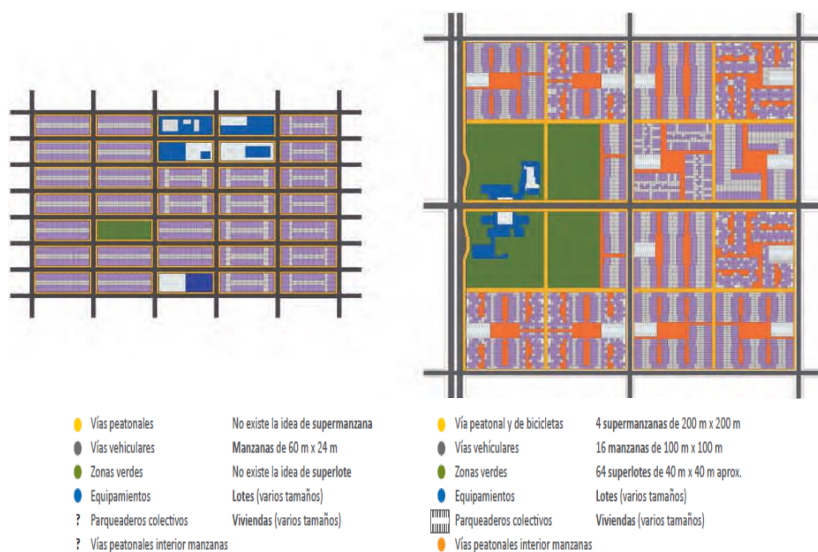 Vías peatonales No existe la idea de supermanzana
Vías vehiculares Manzanas de 60 m x 24 m
Zonas verdes No existe la idea de superlote
Equipamientos Lotes (varios tamaños)
? Parqueaderos colectivos Viviendas (varios tamaños)
? Vías peatonales interior manzanas
Vía peatonal y de bicicletas 4 supermanzanas de 200 m x 200 m
Vías vehículares 16 manzanas de 100 m x 100 m
Zonas verdes 64 superlotes de 40 m x 40 m aprox.
Equipamientos Lotes (varios tamaños)
Parqueaderos colectivos Viviendas (varios tamaños)
Vías peatonales interior manzanas